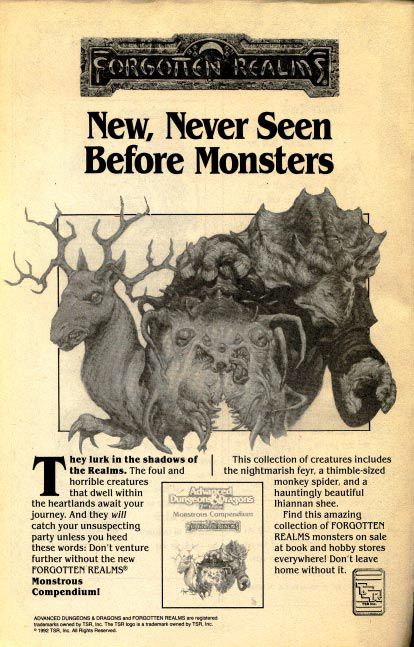 FORGOTTEN REALMS
New, Never Seen
Before Monsters
They lurk in the shadows of
the Realms. The foul and
horrible creatures
that dwell within
the heartlands await your
journey. And they will
catch your unsuspecting
party unless you heed
these words: Don't venture
further without the new
FORGOTTEN REALMS®
Monstrous
Compendium!
Advanced
Dungeons & Dragons
Monstrous Compendium
FORGOTTEN REALMS
This collection of creatures includes
the nightmarish feyr, a thimble-sized
monkey spider, and a
hauntingly beautiful
lhiannan shee.
Find this amazing
collection of FORGOTTEN
REALMS monsters on sale
at book and hobby stores
everywhere! Don't leave
home without it.
TSR, Inc.
ADVANCED DUNGEONS & DRAGONS and FORGOTTEN REALMS are registered
trademarks owned by TSR, Inc. The TSR logo is a trademark owned by TSR, Inc.
© 1992 TSR, Inc. All Rights Reserved.